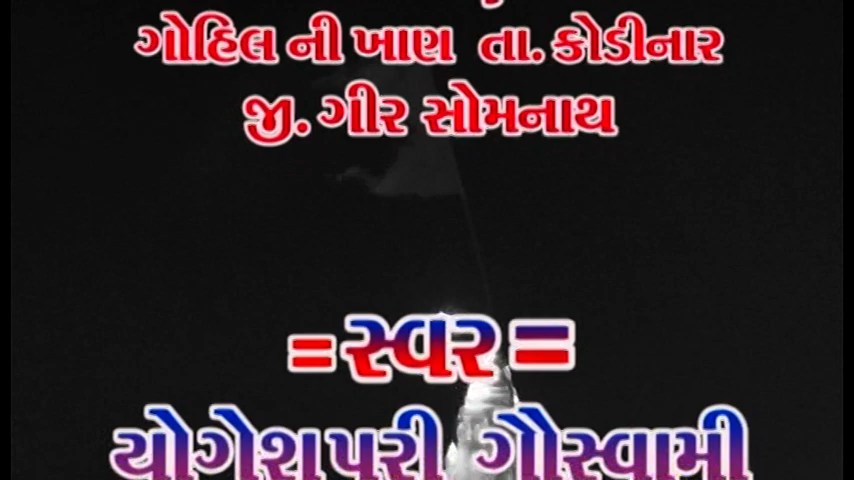 ગોહિલ ની ખાણ તા. કોડીનાર
જી. ગીર સોમનાથ
=સ્વર=
યોગેશપરી ગૌસ્વામી